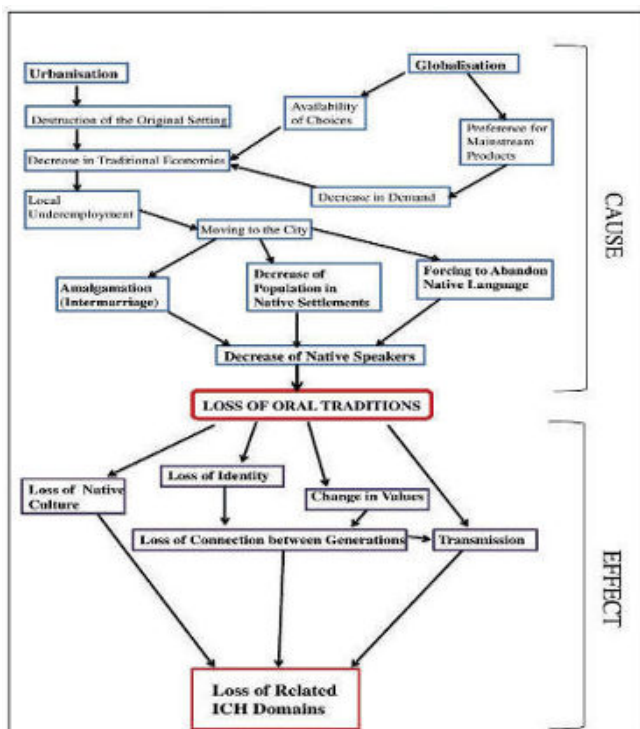 Urbanisation
Globalisation
Destruction of the Original Setting
Availability
of Choices
Preference for
Mainstream
Products
Decrease in Traditional Economies
Local
Underemployment
Decrease in Demand
Moving to the City
Amalgamation
(Intermarriage)
Decrease of
Population in
Native Settlements
Forcing to Abandon
Native Language
Decrease of Native Speakers
CAUSE
LOSS OF ORAL TRADITIONS
Loss of Native
Culture
Loss of Identity
Change in Values
Loss of Connection between Generations
Transmission
Loss of Related
ICH Domains
EFFECT